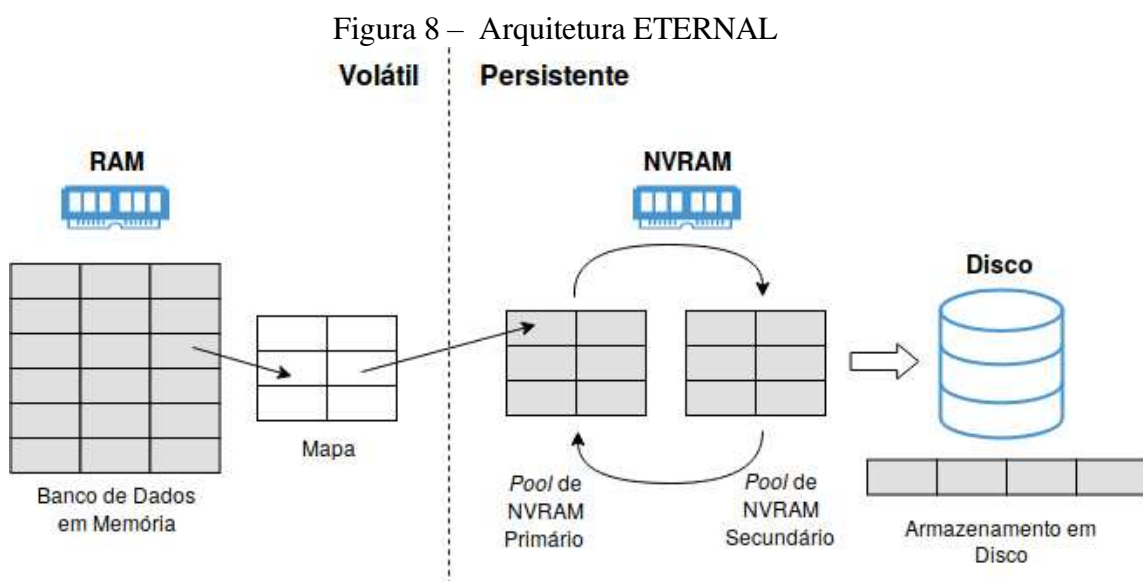 Figura 8 – Arquitetura ETERNAL
Volátil
Persistente
RAM
NVRAM
Disco
Mapa
Banco de Dados
em Memória
Pool de
NVRAM
Primário
Pool de
NVRAM
Secundário
Armazenamento em
Disco